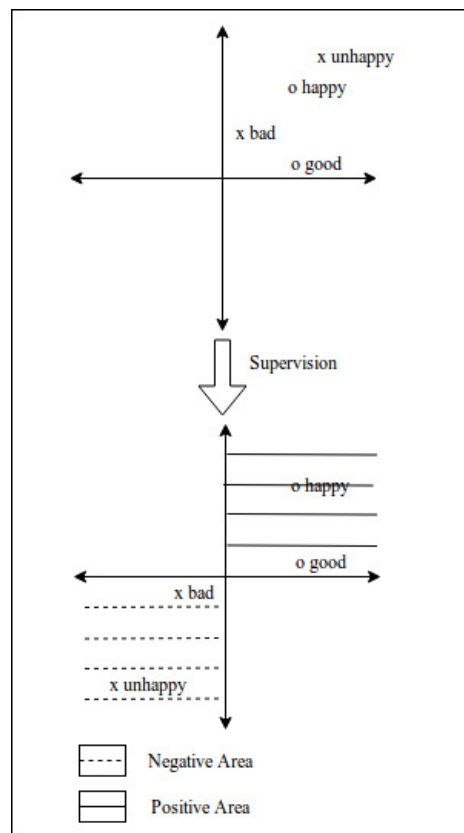 x unhappy
o happy
x bad
o good
Supervision
o happy
o good
x bad
x unhappy
Negative Area
Positive Area